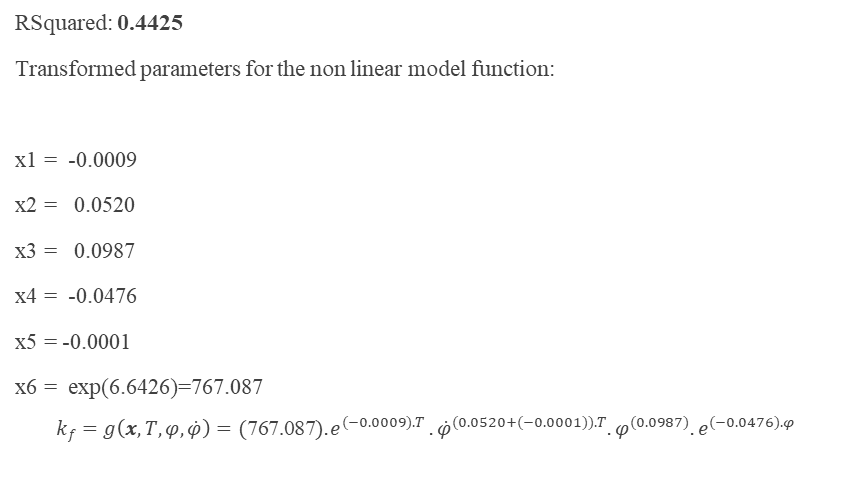 RSquared: 0.4425
Transformed parameters for the non linear model function:
x1 = -0.0009
x2 = 0.0520
x3 = 0.0987
x4 = -0.0476
x5 = -0.0001
x6 = exp(6.6426)=767.087
k_f = g(x, T, φ, φ̇) = (767.087). e^(−0.0009).T . φ̇^(0.0520+(−0.0001)).T . φ^(0.0987) . e^(−0.0476).φ